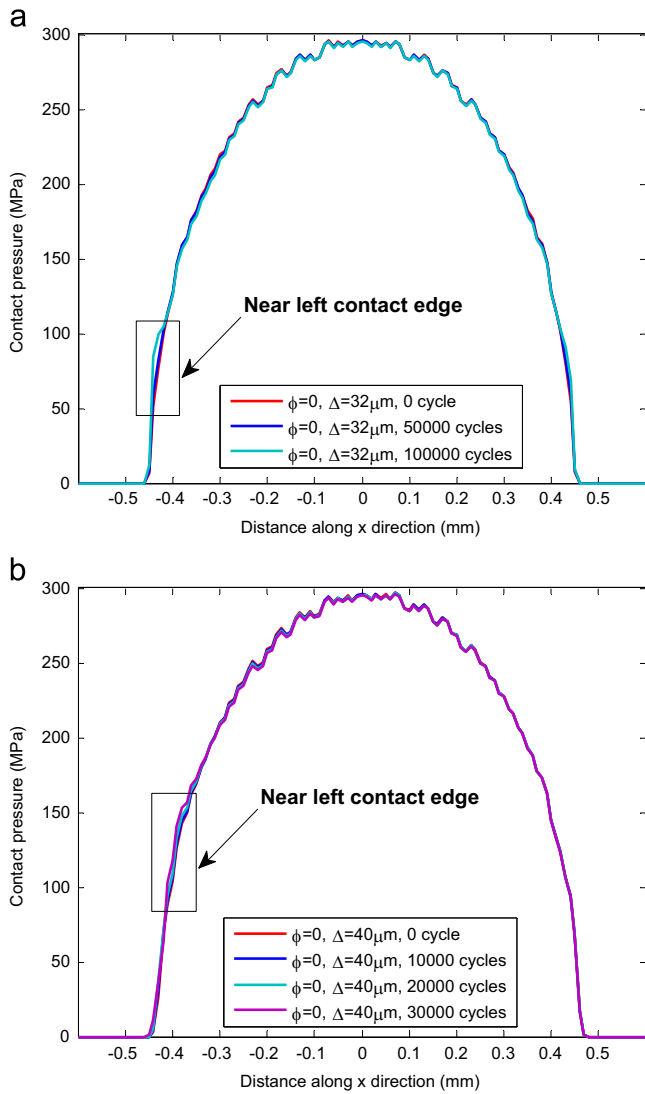 a
300
250
200
150
100
50
0
Contact pressure (MPa)
Near left contact edge
ϕ=0, Δ=32μm, 0 cycle
ϕ=0, Δ=32μm, 50000 cycles
ϕ=0, Δ=32μm, 100000 cycles
-0.5 -0.4 -0.3 -0.2 -0.1 0 0.1 0.2 0.3 0.4 0.5
Distance along x direction (mm)
b
300
250
200
150
100
50
0
Contact pressure (MPa)
Near left contact edge
ϕ=0, Δ=40μm, 0 cycle
ϕ=0, Δ=40μm, 10000 cycles
ϕ=0, Δ=40μm, 20000 cycles
ϕ=0, Δ=40μm, 30000 cycles
-0.5 -0.4 -0.3 -0.2 -0.1 0 0.1 0.2 0.3 0.4 0.5
Distance along x direction (mm)